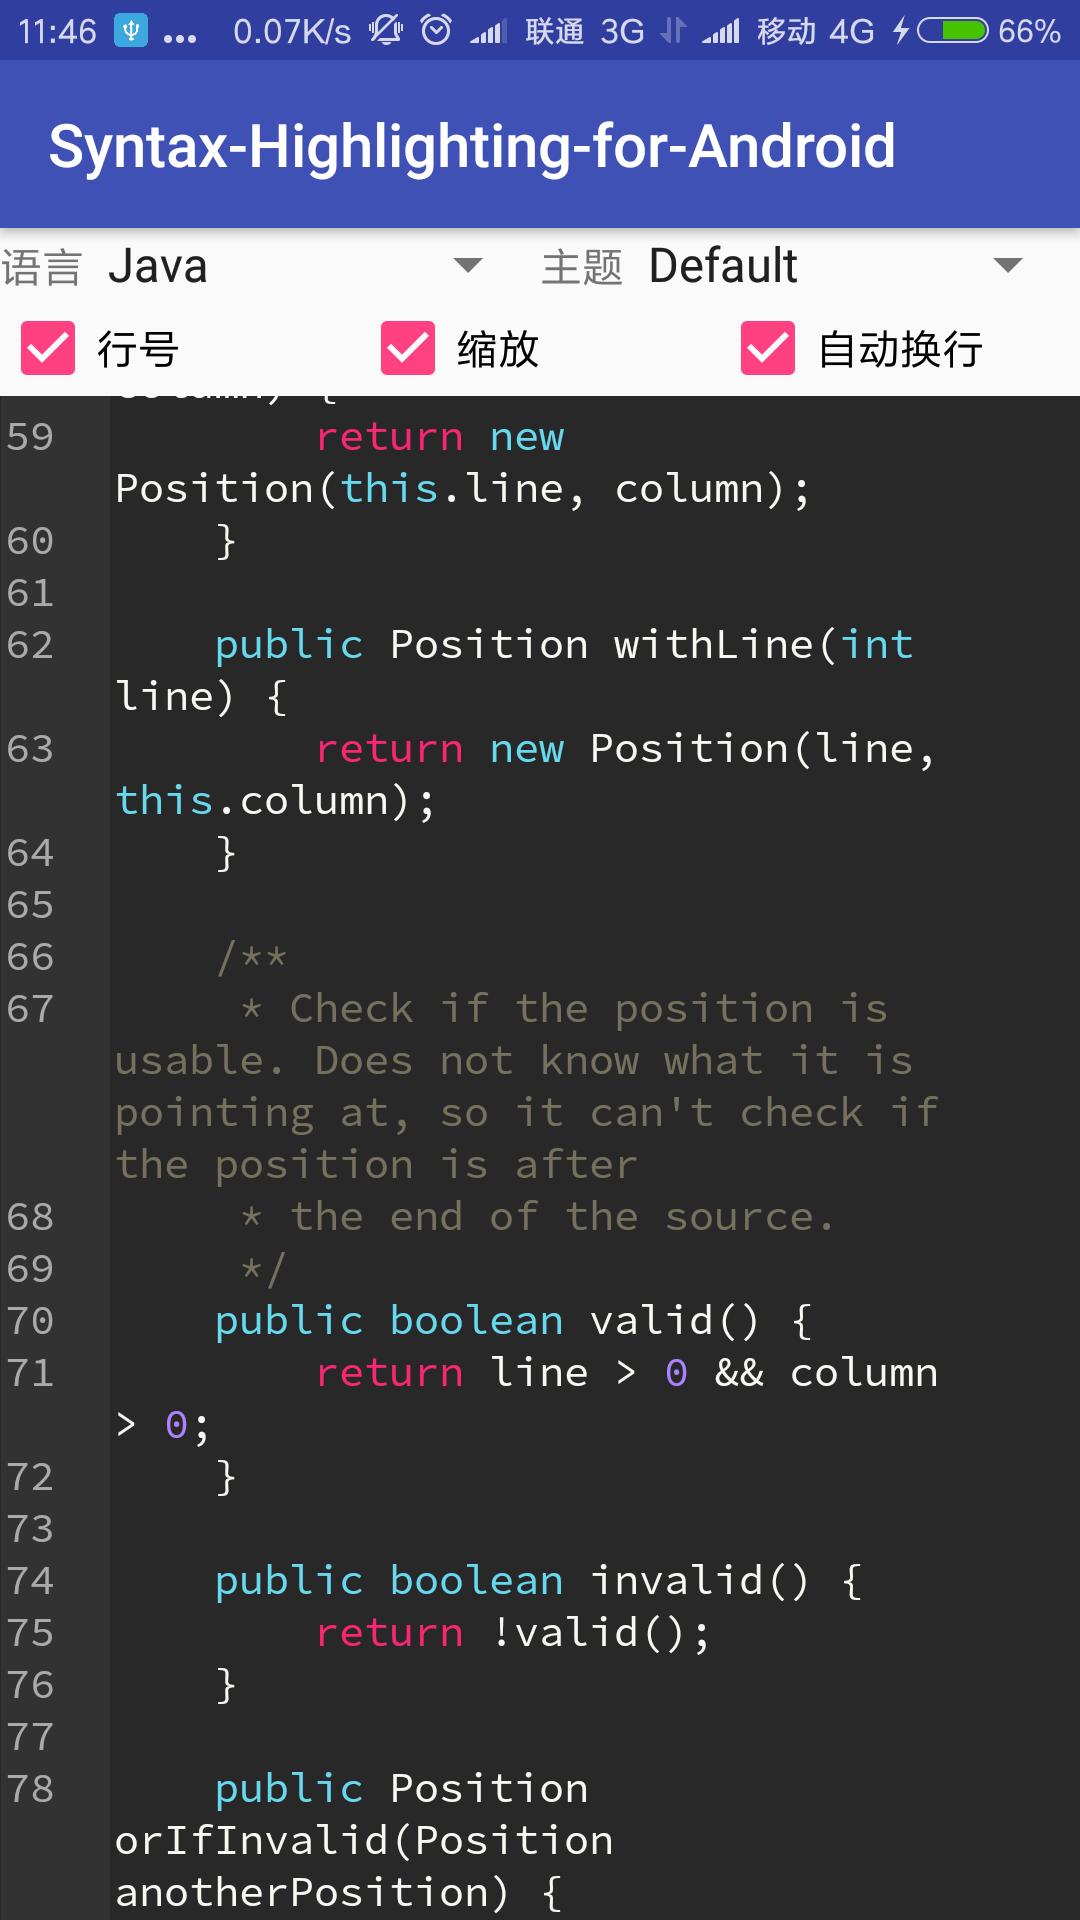 11:46 ... 0.07K/s 联通 3G 移动 4G 66%
Syntax-Highlighting-for-Android
语言 Java 主题 Default
行号 缩放 自动换行
59         return new
Position(this.line, column);
60     }
61
62     public Position withLine(int
line) {
63         return new Position(line,
this.column);
64     }
65
66     /**
67      * Check if the position is
usable. Does not know what it is
pointing at, so it can't check if
the position is after
68      * the end of the source.
69      */
70     public boolean valid() {
71         return line > 0 && column
> 0;
72     }
73
74     public boolean invalid() {
75         return !valid();
76     }
77
78     public Position
orIfInvalid(Position
anotherPosition) {